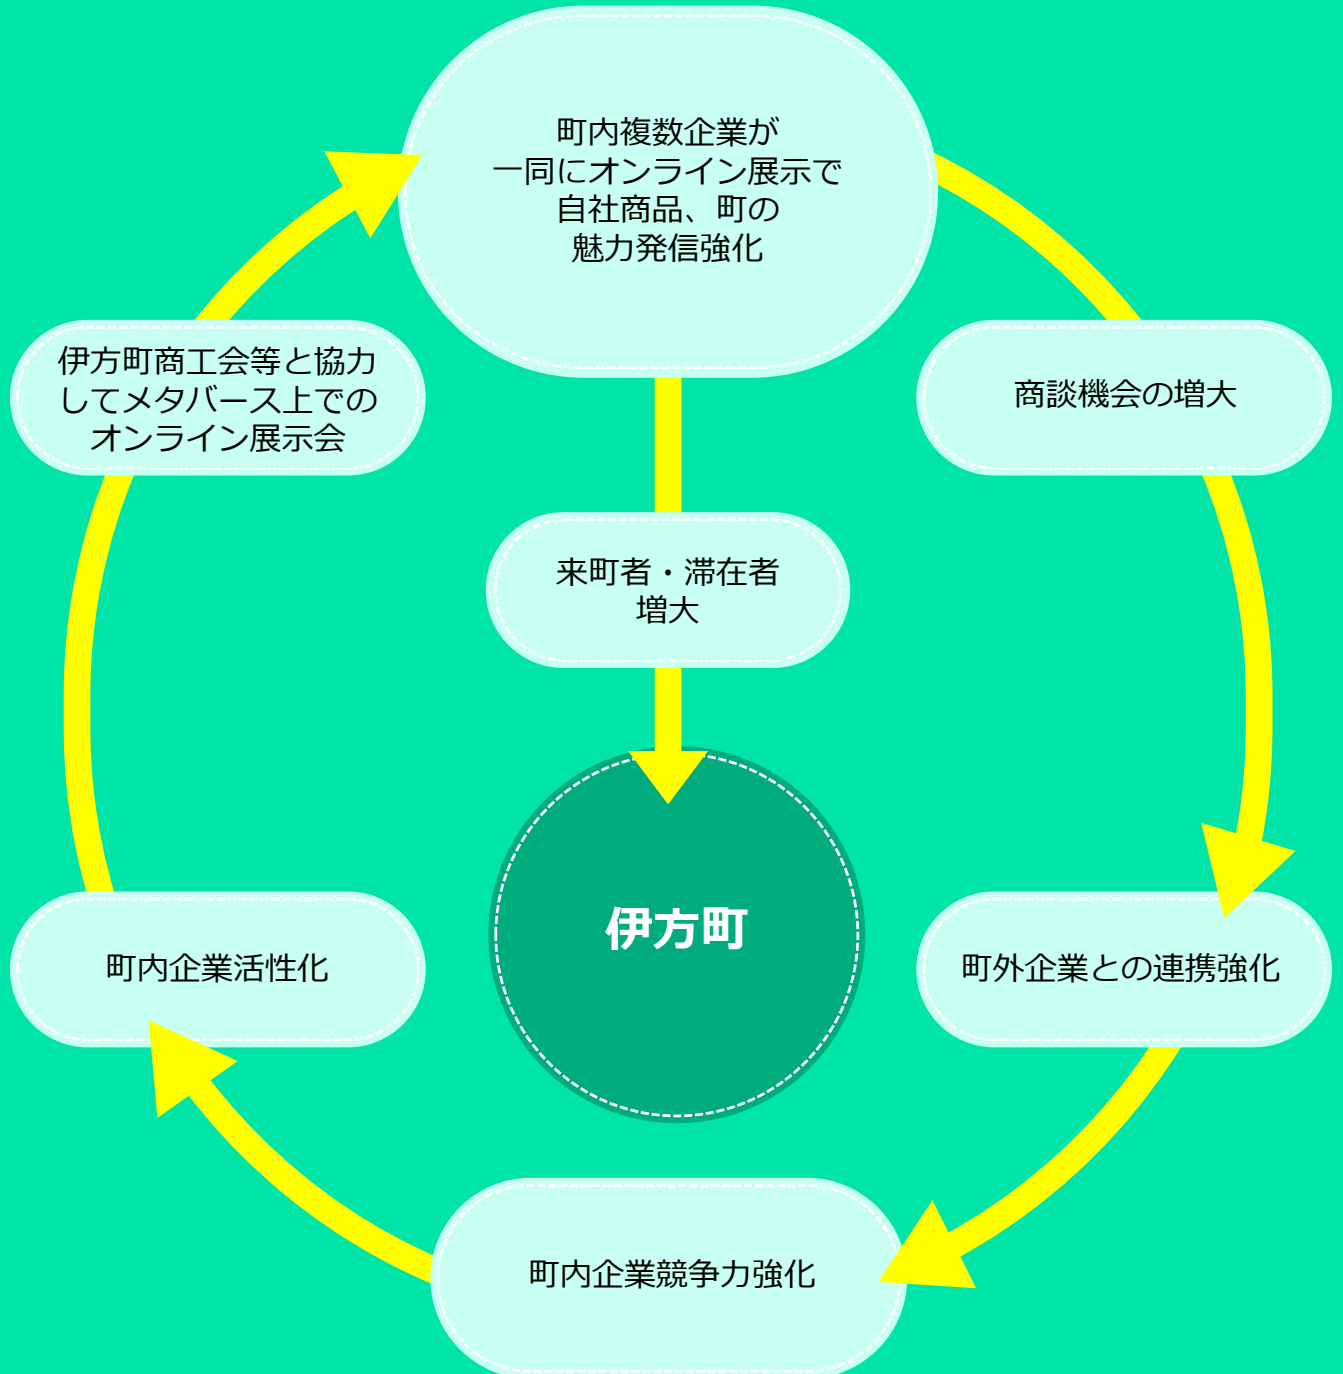 町内複数企業が
一同にオンライン展示で
自社商品、町の
魅力発信強化
伊方町商工会等と協力
してメタバース上での
オンライン展示会
商談機会の増大
来町者・滞在者
増大
伊方町
町内企業活性化
町外企業との連携強化
町内企業競争力強化